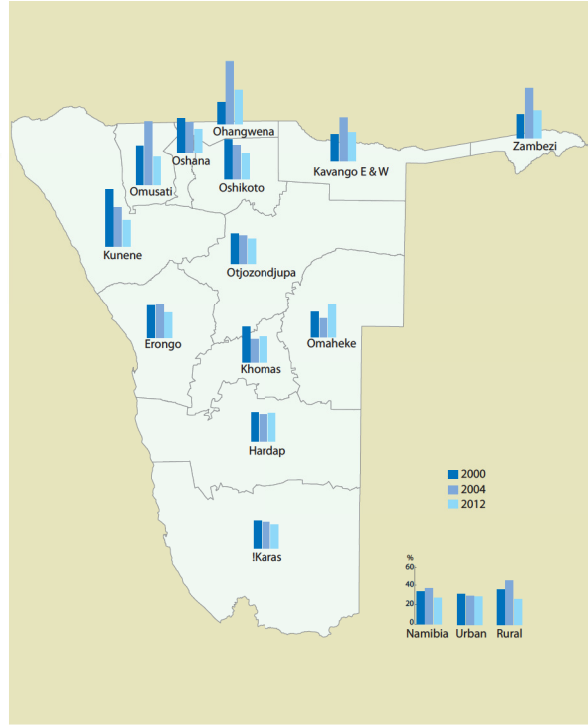 Ohangwena
Zambezi
Oshana
Kavango E & W
Oshikoto
Omusati
Kunene
Otjozondjupa
Erongo
Omaheke
Khomas
Hardap
2000
2004
2012
!Karas
%
60
40
20
0
Namibia Urban Rural